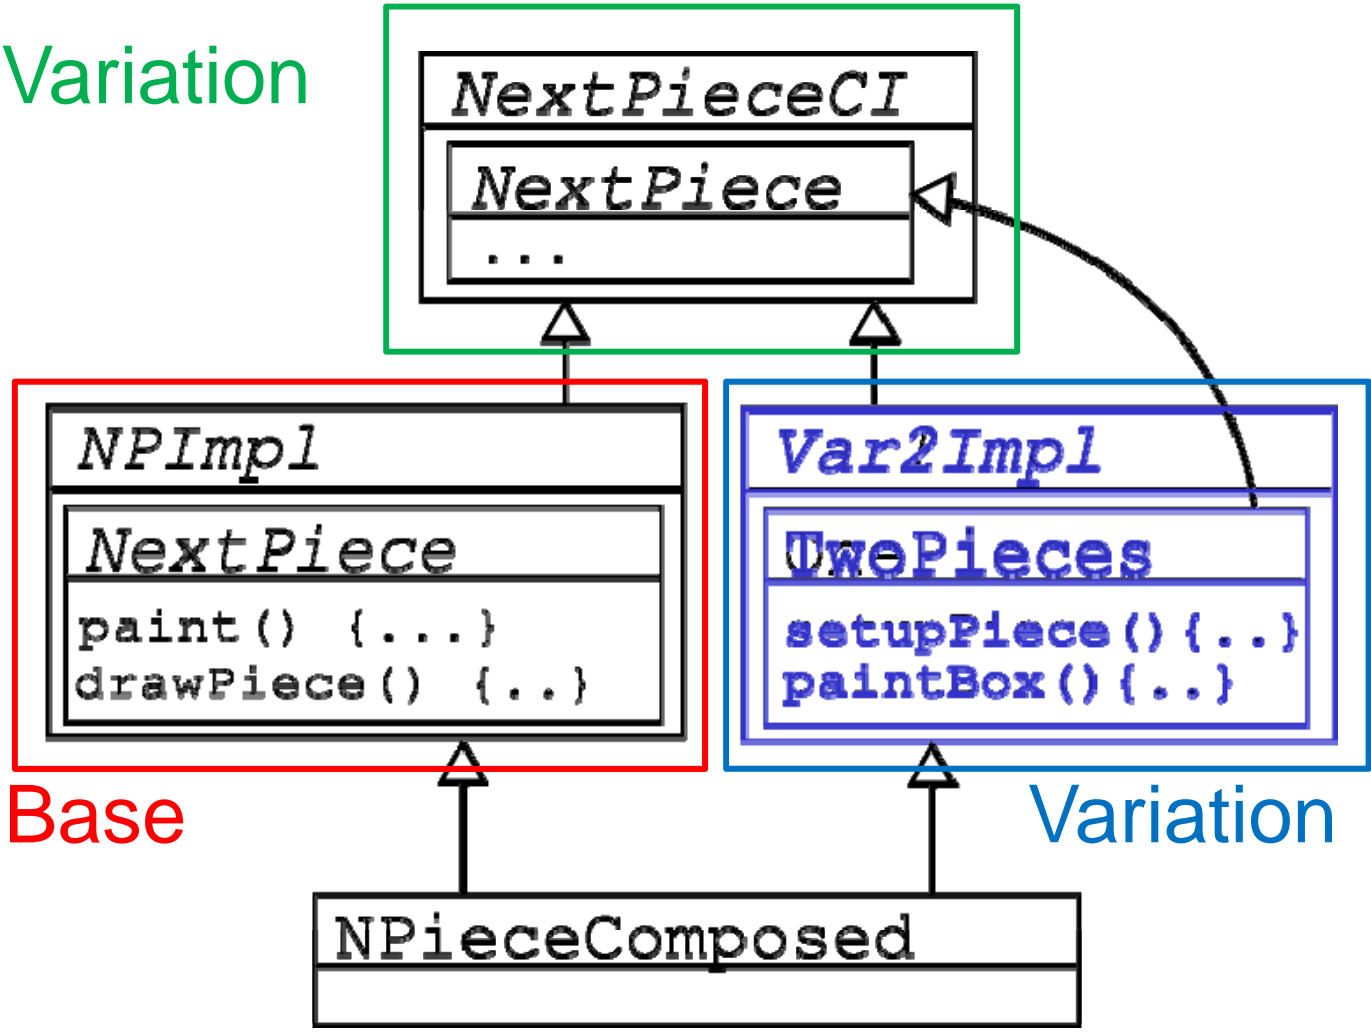 Variation
NextPieceCI
NextPiece
...
NPImpl
NextPiece
paint() {...}
drawPiece() {..}
Base
Var2Impl
TwoPieces
setupPiece(){..}
paintBox(){..}
Variation
NPieceComposed